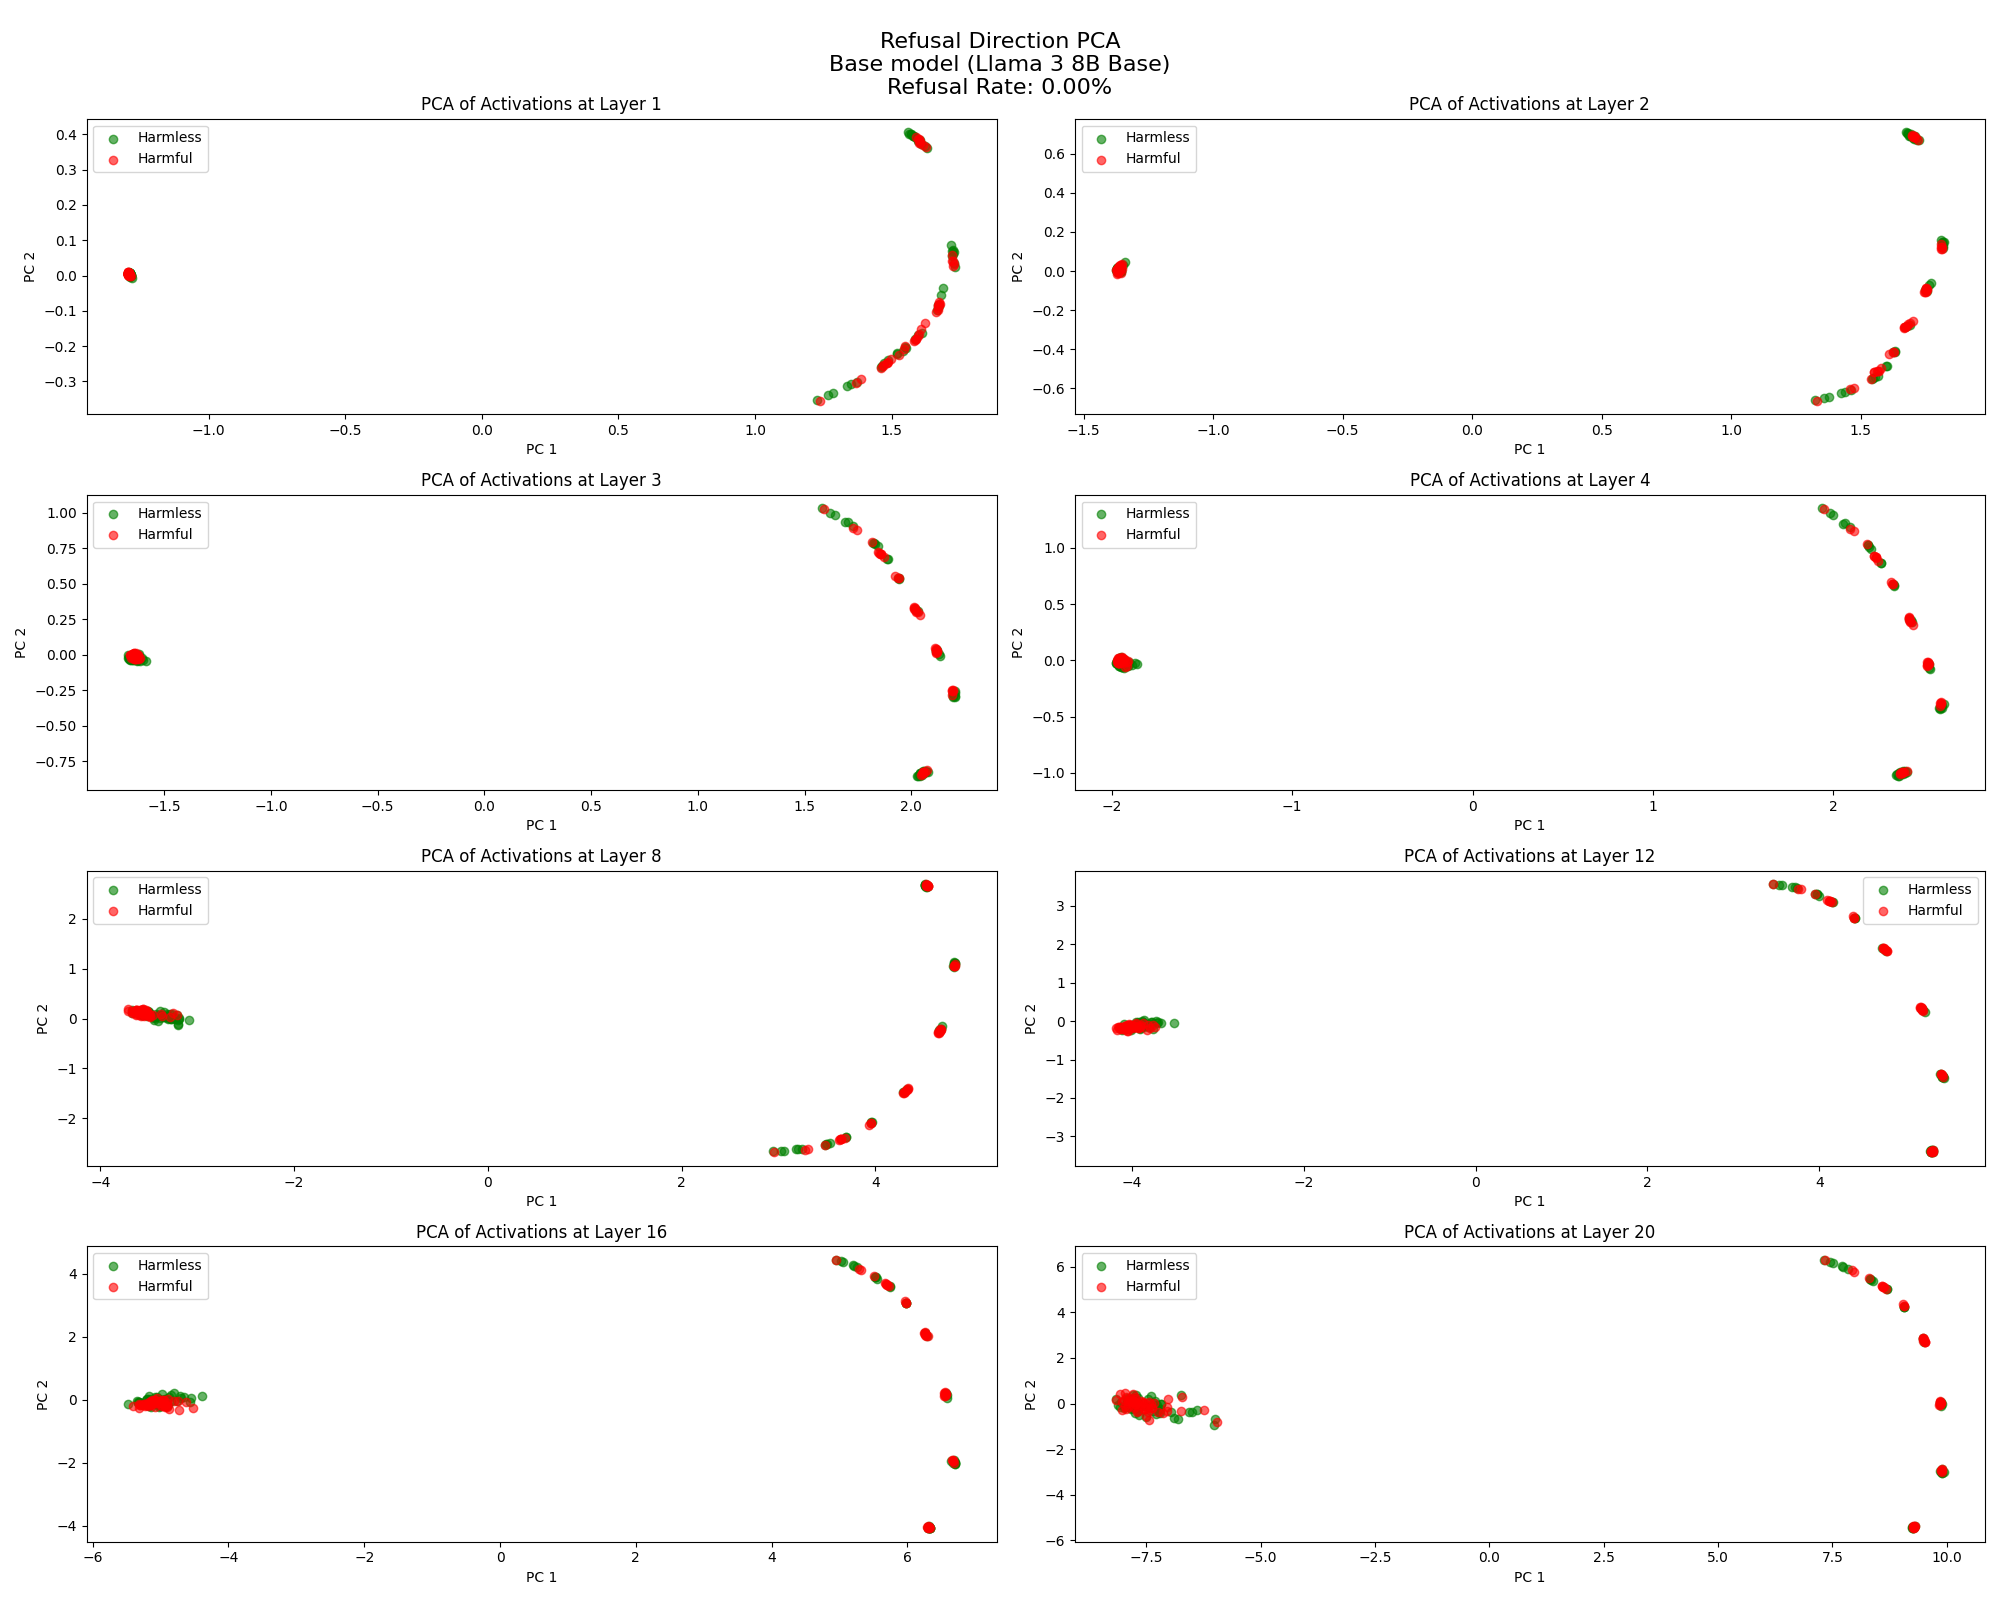 Refusal Direction PCA
Base model (Llama 3 8B Base)
Refusal Rate: 0.00%
PCA of Activations at Layer 1
Harmless
Harmful
0.4
0.3
0.2
0.1
0.0
−0.1
−0.2
−0.3
PC 2
−1.0 −0.5 0.0 0.5 1.0 1.5
PC 1
PCA of Activations at Layer 2
Harmless
Harmful
0.6
0.4
0.2
0.0
−0.2
−0.4
−0.6
PC 2
−1.5 −1.0 −0.5 0.0 0.5 1.0 1.5
PC 1
PCA of Activations at Layer 3
Harmless
Harmful
1.00
0.75
0.50
0.25
0.00
−0.25
−0.50
−0.75
PC 2
−1.5 −1.0 −0.5 0.0 0.5 1.0 1.5 2.0
PC 1
PCA of Activations at Layer 4
Harmless
Harmful
1.0
0.5
0.0
−0.5
−1.0
PC 2
−2 −1 0 1 2
PC 1
PCA of Activations at Layer 8
Harmless
Harmful
2
1
0
−1
−2
PC 2
−4 −2 0 2 4
PC 1
PCA of Activations at Layer 12
Harmless
Harmful
3
2
1
0
−1
−2
−3
PC 2
−4 −2 0 2 4
PC 1
PCA of Activations at Layer 16
Harmless
Harmful
4
2
0
−2
−4
PC 2
−6 −4 −2 0 2 4 6
PC 1
PCA of Activations at Layer 20
Harmless
Harmful
6
4
2
0
−2
−4
−6
PC 2
−7.5 −5.0 −2.5 0.0 2.5 5.0 7.5 10.0
PC 1